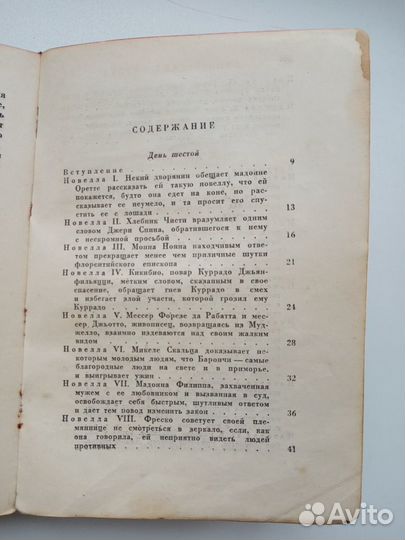 я
е,
ь
т
и
СОДЕРЖАНИЕ
День шестой
Вступление 9
Новелла I. Некий дворянин обещает мадонне
Оретте рассказать ей такую новеллу, что ей
покажется, будто она едет на коне, но рас-
сказывает ее неумело, и та просит его спу-
стить ее с лошади 13
Новелла II. Хлебник Чисти вразумляет одним
словом Джери Спина, обратившегося к нему
с нескромной просьбой 16
Новелла III. Монна Нонна находчивым отве-
том прекращает менее чем приличные шутки
флорентийского епископа 21
Новелла IV. Кикибио, повар Куррадо Джьян-
фильяцци, метким словом, сказанным в свое
спасение, обращает гнев Куррадо в смех
и избегает злой участи, которой грозил ему
Куррадо 24
Новелла V. Мессер Форезе да Рабатта и мес-
сер Джьотто, живописец, возвращаясь из Му-
джелло, взаимно издеваются над своим жалким
видом 28
Новелла VI. Микеле Скальца доказывает не-
которым молодым людям, что Барончи — самые
благородные люди на свете и в приморье,
и выигрывает ужин 32
Новелла VII. Мадонна Филиппа, захваченная
мужем с ее любовником и вызванная в суд,
освобождает себя быстрым, шутливым ответом
и дает тем повод изменить закон 36
Новелла VIII. Фреско советует своей пле-
мяннице не смотреться в зеркало, если, как
она говорила, ей неприятно видеть людей
противных 41
Avito